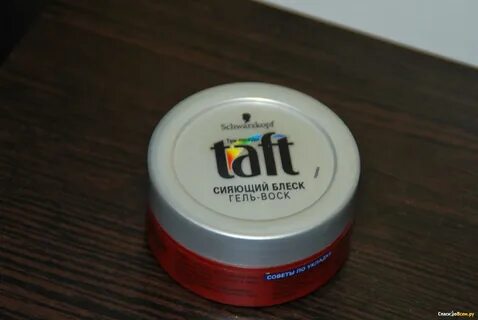 Schwarzkopf
taft
СИЯЮЩИЙ БЛЕСК
ГЕЛЬ-ВОСК
СОВЕТЫ ПО УКЛАДКЕ